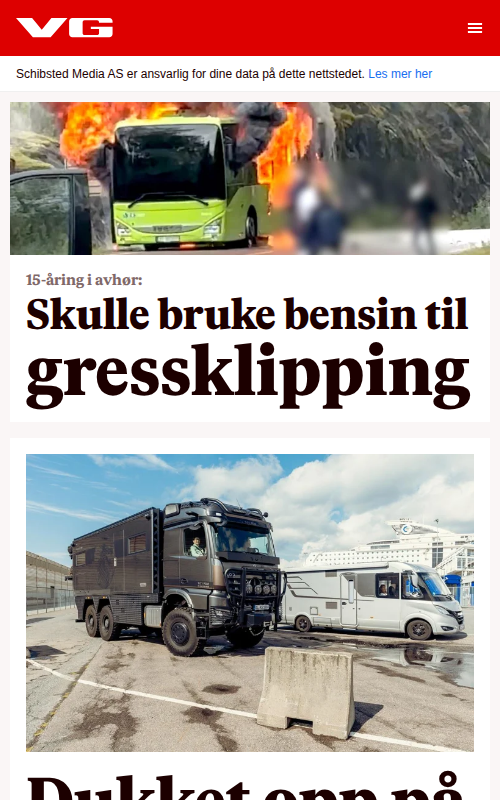 VG
Schibsted Media AS er ansvarlig for dine data på dette nettstedet. Les mer her
15-åring i avhør:
Skulle bruke bensin til
gressklipping
Dukket opp på